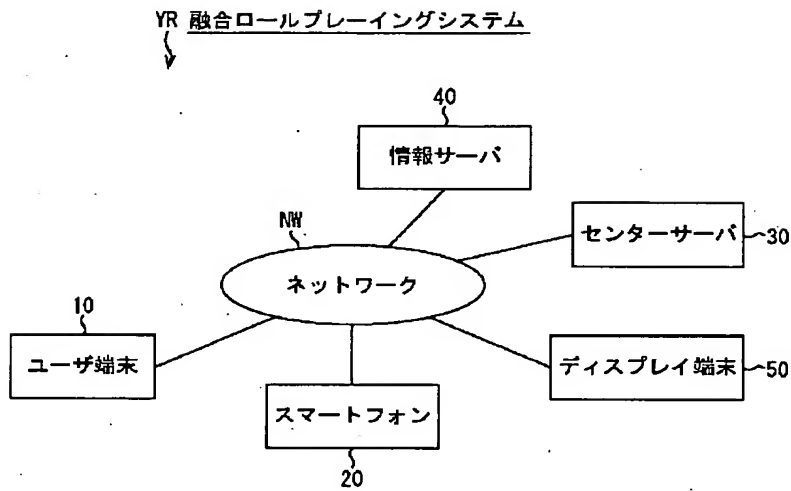 YR 融合ロールプレーイングシステム
40
情報サーバ
NW
センターサーバ 30
ネットワーク
10
ユーザ端末
ディスプレイ端末 50
スマートフォン
20